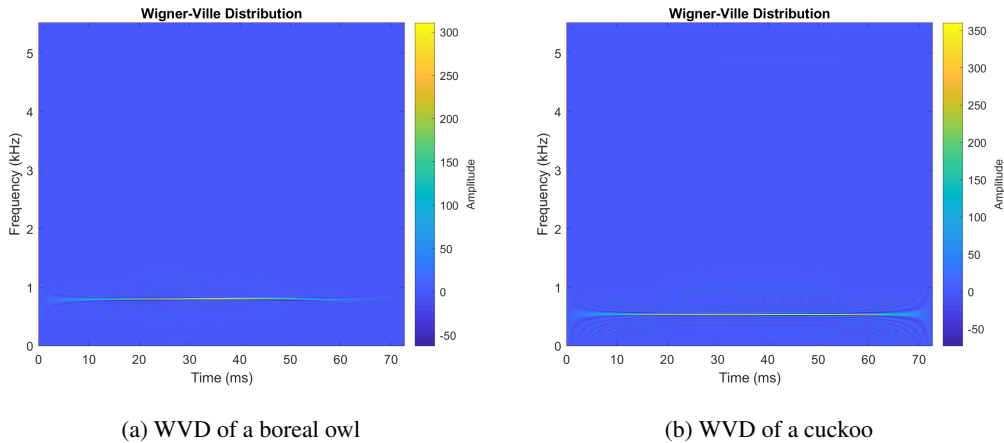 Wigner-Ville Distribution
5
4
3
2
1
0
Frequency (kHz)
0 10 20 30 40 50 60 70
Time (ms)
300
250
200
150
100
50
0
-50
Amplitude
(a) WVD of a boreal owl
Wigner-Ville Distribution
5
4
3
2
1
0
Frequency (kHz)
0 10 20 30 40 50 60 70
Time (ms)
350
300
250
200
150
100
50
0
-50
Amplitude
(b) WVD of a cuckoo